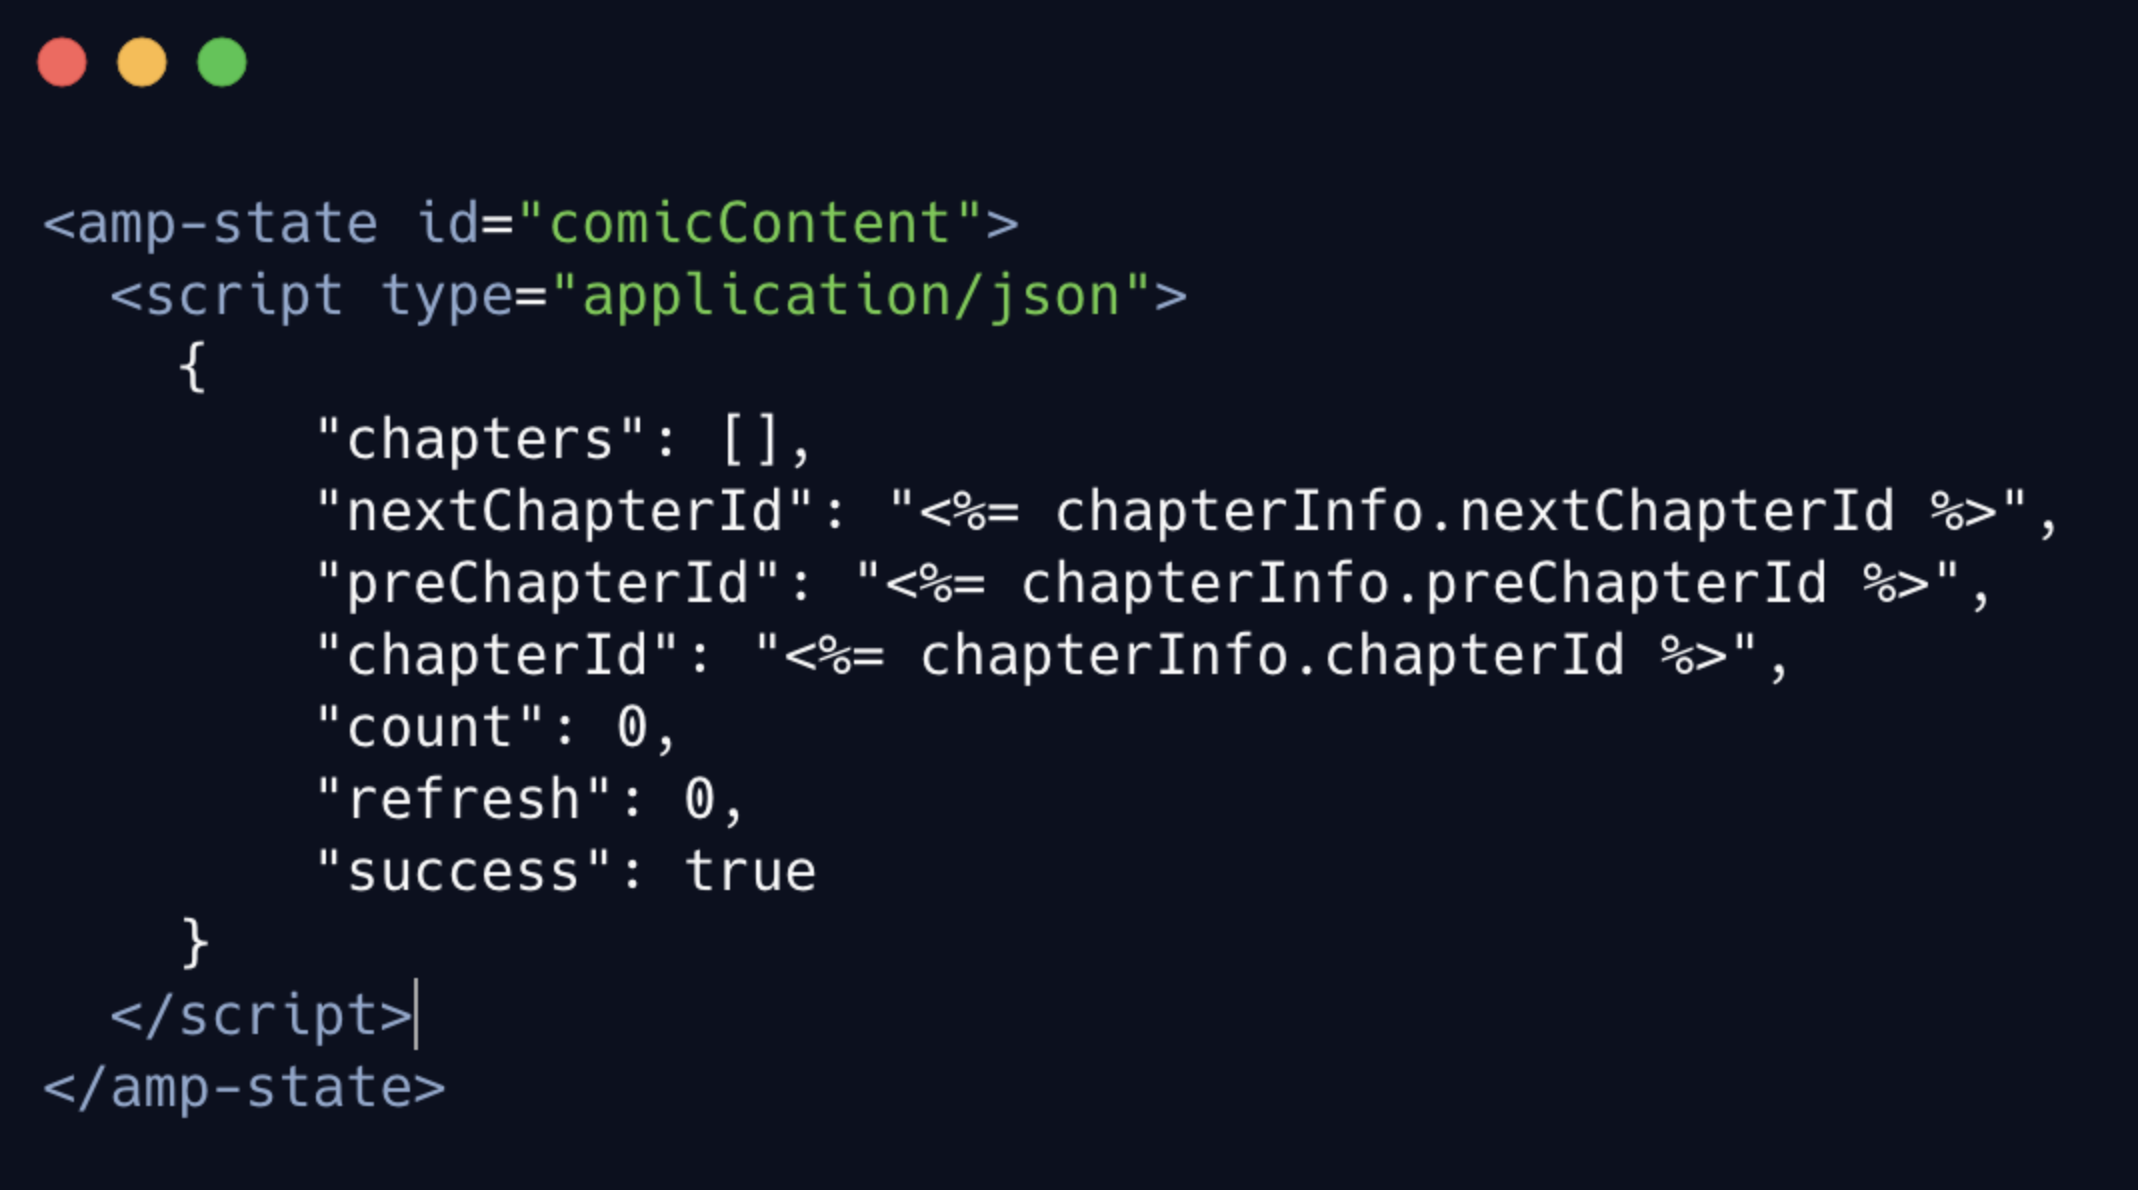 <amp-state id="comicContent">
  <script type="application/json">
    {
        "chapters": [],
        "nextChapterId": "<%= chapterInfo.nextChapterId %>",
        "preChapterId": "<%= chapterInfo.preChapterId %>",
        "chapterId": "<%= chapterInfo.chapterId %>",
        "count": 0,
        "refresh": 0,
        "success": true
    }
  </script>
</amp-state>